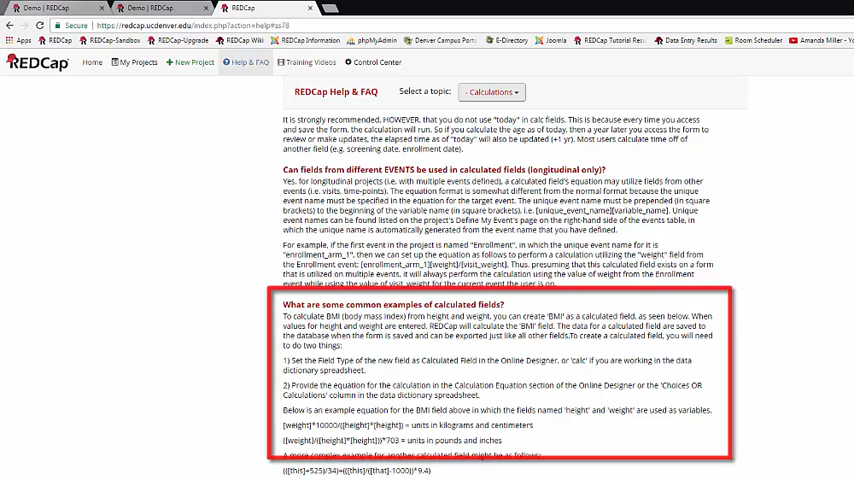 Demo | REDCap
Demo | REDCap
REDCap
Amanda
Secure | https://redcap.ucdenver.edu/index.php?action=help#ss78
Apps REDCap REDCap-Sandbox REDCap-Upgrade REDCap Wiki REDCap Information phpMyAdmin Denver Campus Port E-Directory Joomla REDCap Tutorial Resu Data Entry Results Room Scheduler Amanda Miller - Yo
REDCap Home My Projects New Project Help & FAQ Training Videos Control Center
REDCap Help & FAQ Select a topic: - Calculations
It is strongly recommended, HOWEVER, that you do not use "today" in calc fields. This is because every time you access
and save the form, the calculation will run. So if you calculate the age as of today, then a year later you access the form to
review or make updates, the elapsed time as of "today" will also be updated (+1 yr). Most users calculate time off of
another field (e.g. screening date, enrollment date).
Can fields from different EVENTS be used in calculated fields (longitudinal only)?
Yes, for longitudinal projects (i.e. with multiple events defined), a calculated field's equation may utilize fields from other
events (i.e. visits, time-points). The equation format is somewhat different from the normal format because the unique
event name must be specified in the equation for the target event. The unique event name must be prepended (in square
brackets) to the beginning of the variable name (in square brackets), i.e. [unique_event_name][variable_name]. Unique
event names can be found listed on the project's Define My Event's page on the right-hand side of the events table, in
which the unique name is automatically generated from the event name that you have defined.
For example, if the first event in the project is named "Enrollment", in which the unique event name for it is
"enrollment_arm_1", then we can set up the equation as follows to perform a calculation utilizing the "weight" field from
the Enrollment event: [enrollment_arm_1][weight]/[visit_weight]. Thus, presuming that this calculated field exists on a form
that is utilized on multiple events, it will always perform the calculation using the value of weight from the Enrollment
event while using the value of visit_weight for the current event the user is on.
What are some common examples of calculated fields?
To calculate BMI (body mass index) from height and weight, you can create 'BMI' as a calculated field, as seen below. When
values for height and weight are entered, REDCap will calculate the 'BMI' field. The data for a calculated field are saved to
the database when the form is saved and can be exported just like all other fields.To create a calculated field, you will need
to do two things:
1) Set the Field Type of the new field as Calculated Field in the Online Designer, or 'calc' if you are working in the data
dictionary spreadsheet.
2) Provide the equation for the calculation in the Calculation Equation section of the Online Designer or the 'Choices OR
Calculations' column in the data dictionary spreadsheet.
Below is an example equation for the BMI field above in which the fields named 'height' and 'weight' are used as variables.
[weight]*10000/([height]*[height]) = units in kilograms and centimeters
([weight]/([height]*[height]))*703 = units in pounds and inches
A more complex example for another calculated field might be as follows:
(([this]+525)/34)+(([this]/([that]-1000))*9.4)